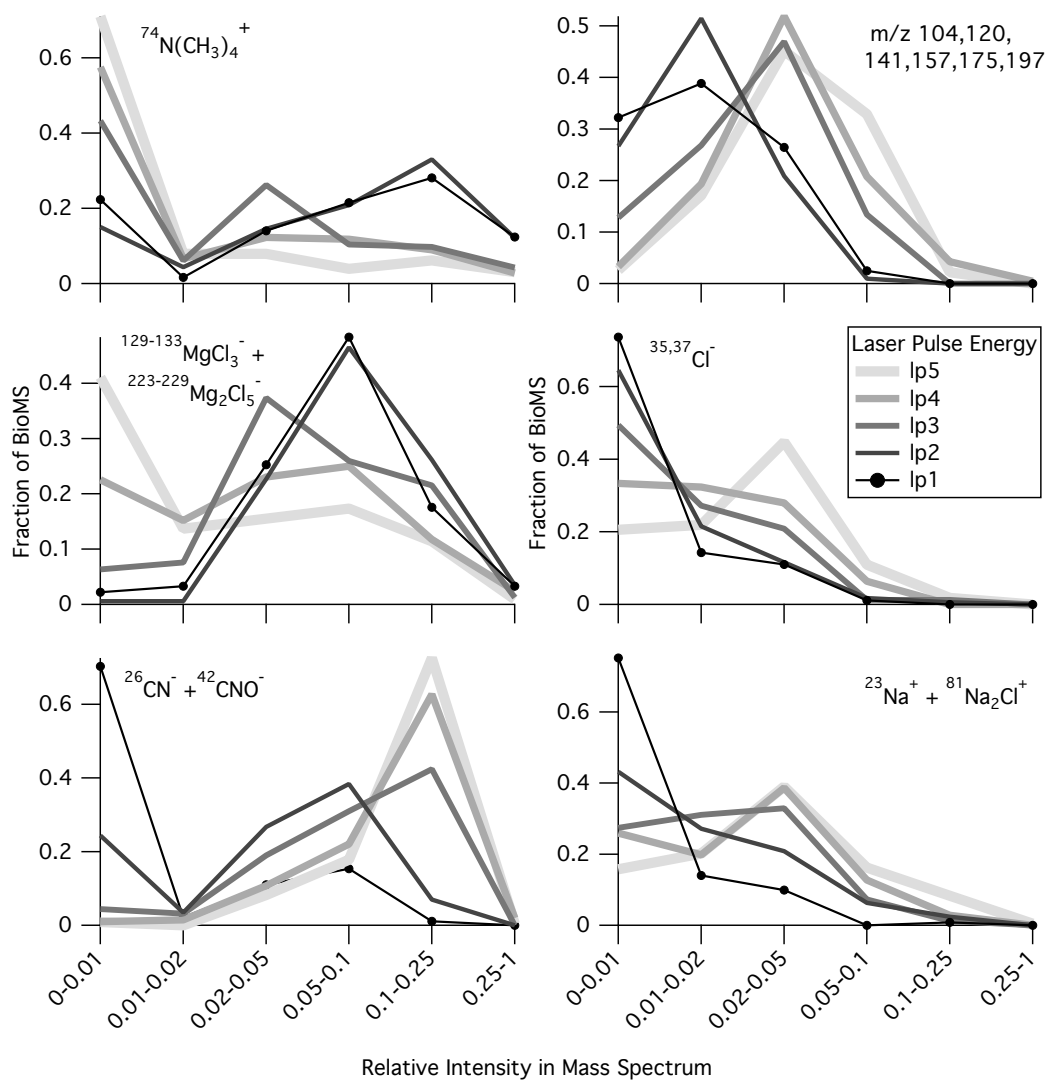 ⁷⁴N(CH₃)₄⁺
0.6
0.4
0.2
0
m/z 104,120,
141,157,175,197
0.5
0.4
0.3
0.2
0.1
0
¹²⁹⁻¹³³MgCl₃⁻ +
²²³⁻²²⁹Mg₂Cl₅⁻
Fraction of BioMS
0.4
0.3
0.2
0.1
0
³⁵,³⁷Cl⁻
Fraction of BioMS
0.6
0.4
0.2
0
Laser Pulse Energy
lp5
lp4
lp3
lp2
lp1
²⁶CN⁻ + ⁴²CNO⁻
0.6
0.4
0.2
0
0-0.01
0.01-0.02
0.02-0.05
0.05-0.1
0.1-0.25
0.25-1
²³Na⁺ + ⁸¹Na₂Cl⁺
0.6
0.4
0.2
0
0-0.01
0.01-0.02
0.02-0.05
0.05-0.1
0.1-0.25
0.25-1
Relative Intensity in Mass Spectrum